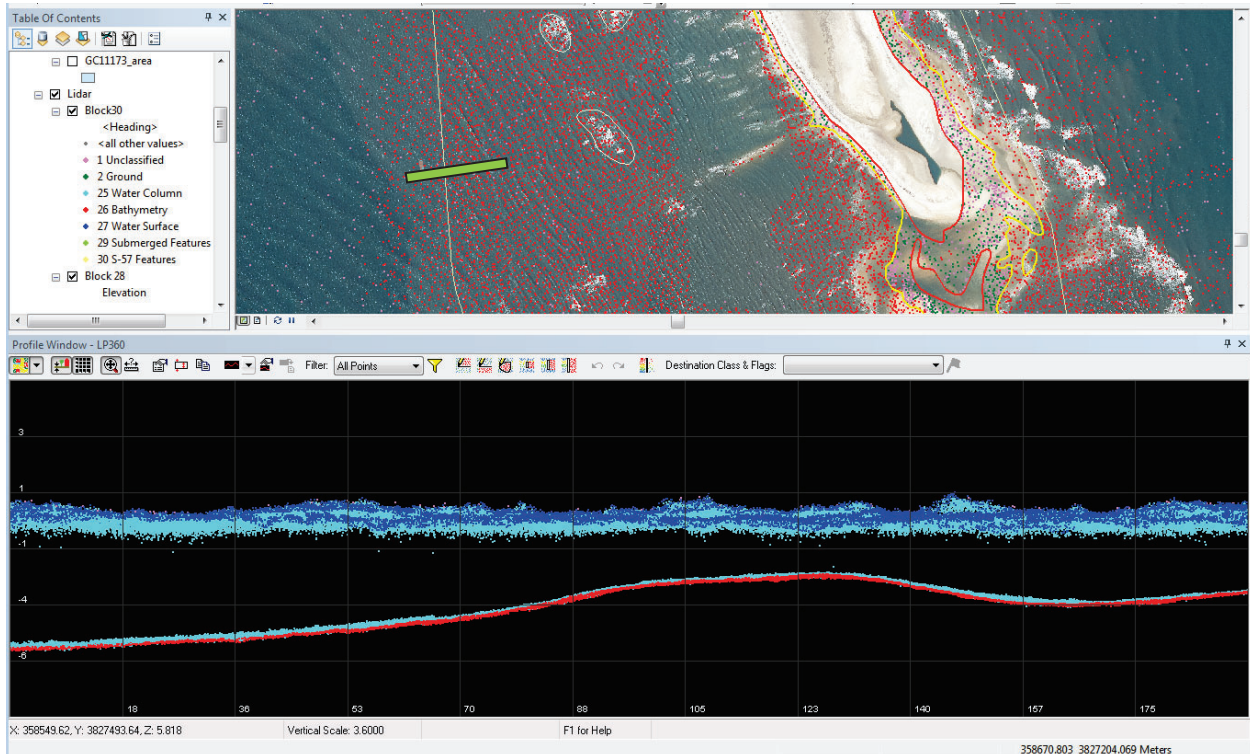 Table Of Contents
GC11173_area
Lidar
Block30
<Heading>
<all other values>
1 Unclassified
2 Ground
25 Water Column
26 Bathymetry
27 Water Surface
29 Submerged Features
30 S-57 Features
Block 28
Elevation
Profile Window - LP360
Filter: All Points
Destination Class & Flags:
3
1
-1
-4
-6
18 36 53 70 88 105 123 140 157 175
X: 358549.62, Y: 3827493.64, Z: 5.818 Vertical Scale: 3.6000 F1 for Help
358670.803 3827204.069 Meters